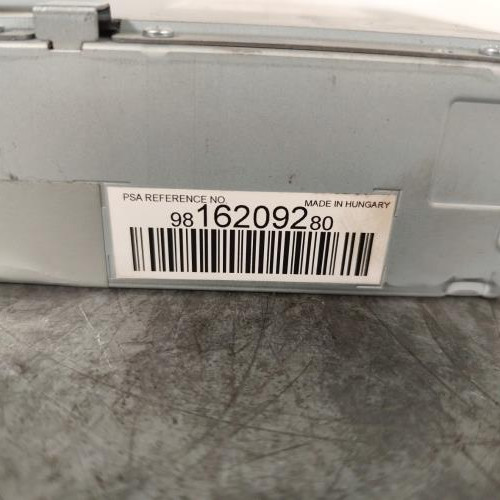 PSA REFERENCE NO MADE IN HUNGARY
9816209280